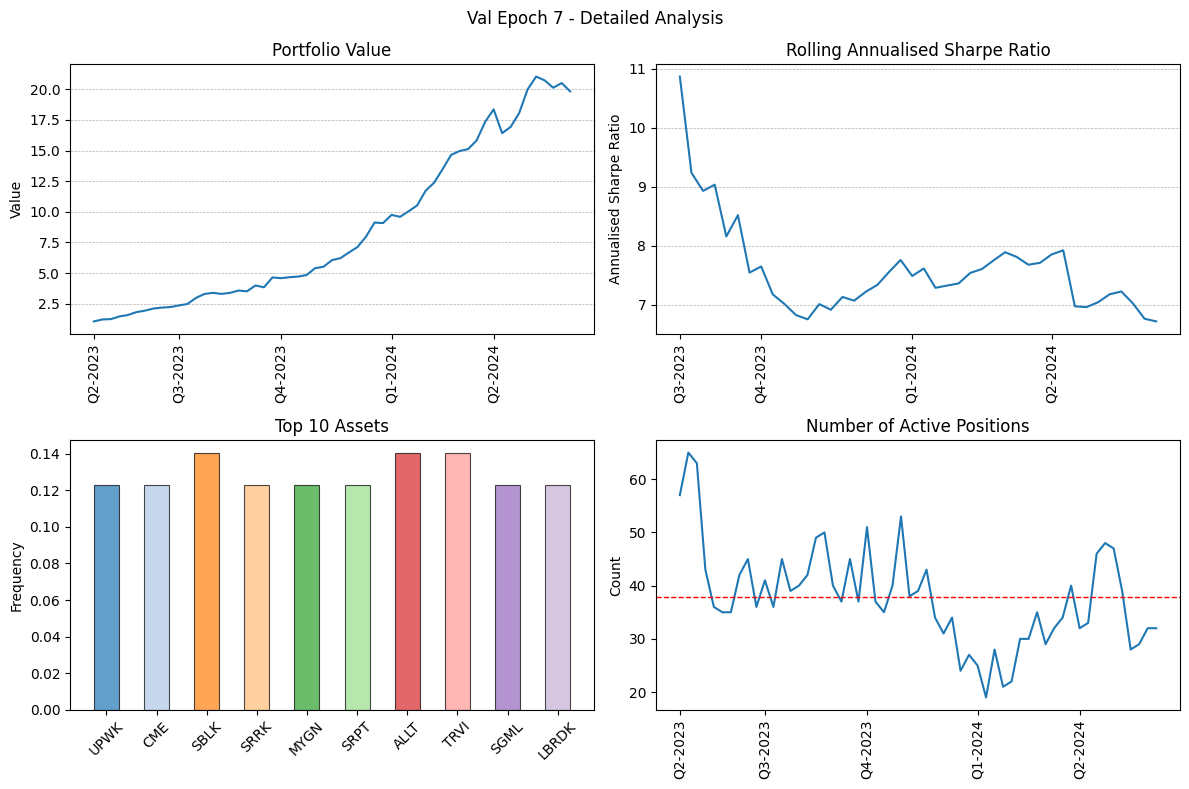 Val Epoch 7 - Detailed Analysis
Portfolio Value
Value
20.0
17.5
15.0
12.5
10.0
7.5
5.0
2.5
Q2-2023
Q3-2023
Q4-2023
Q1-2024
Q2-2024
Rolling Annualised Sharpe Ratio
Annualised Sharpe Ratio
11
10
9
8
7
Q3-2023
Q4-2023
Q1-2024
Q2-2024
Top 10 Assets
Frequency
0.14
0.12
0.10
0.08
0.06
0.04
0.02
0.00
UPWK
CME
SBLK
SRRK
MYGN
SRPT
ALLT
TRVI
SGML
LBRDK
Number of Active Positions
Count
60
50
40
30
20
Q2-2023
Q3-2023
Q4-2023
Q1-2024
Q2-2024